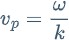 v_p = ω/k